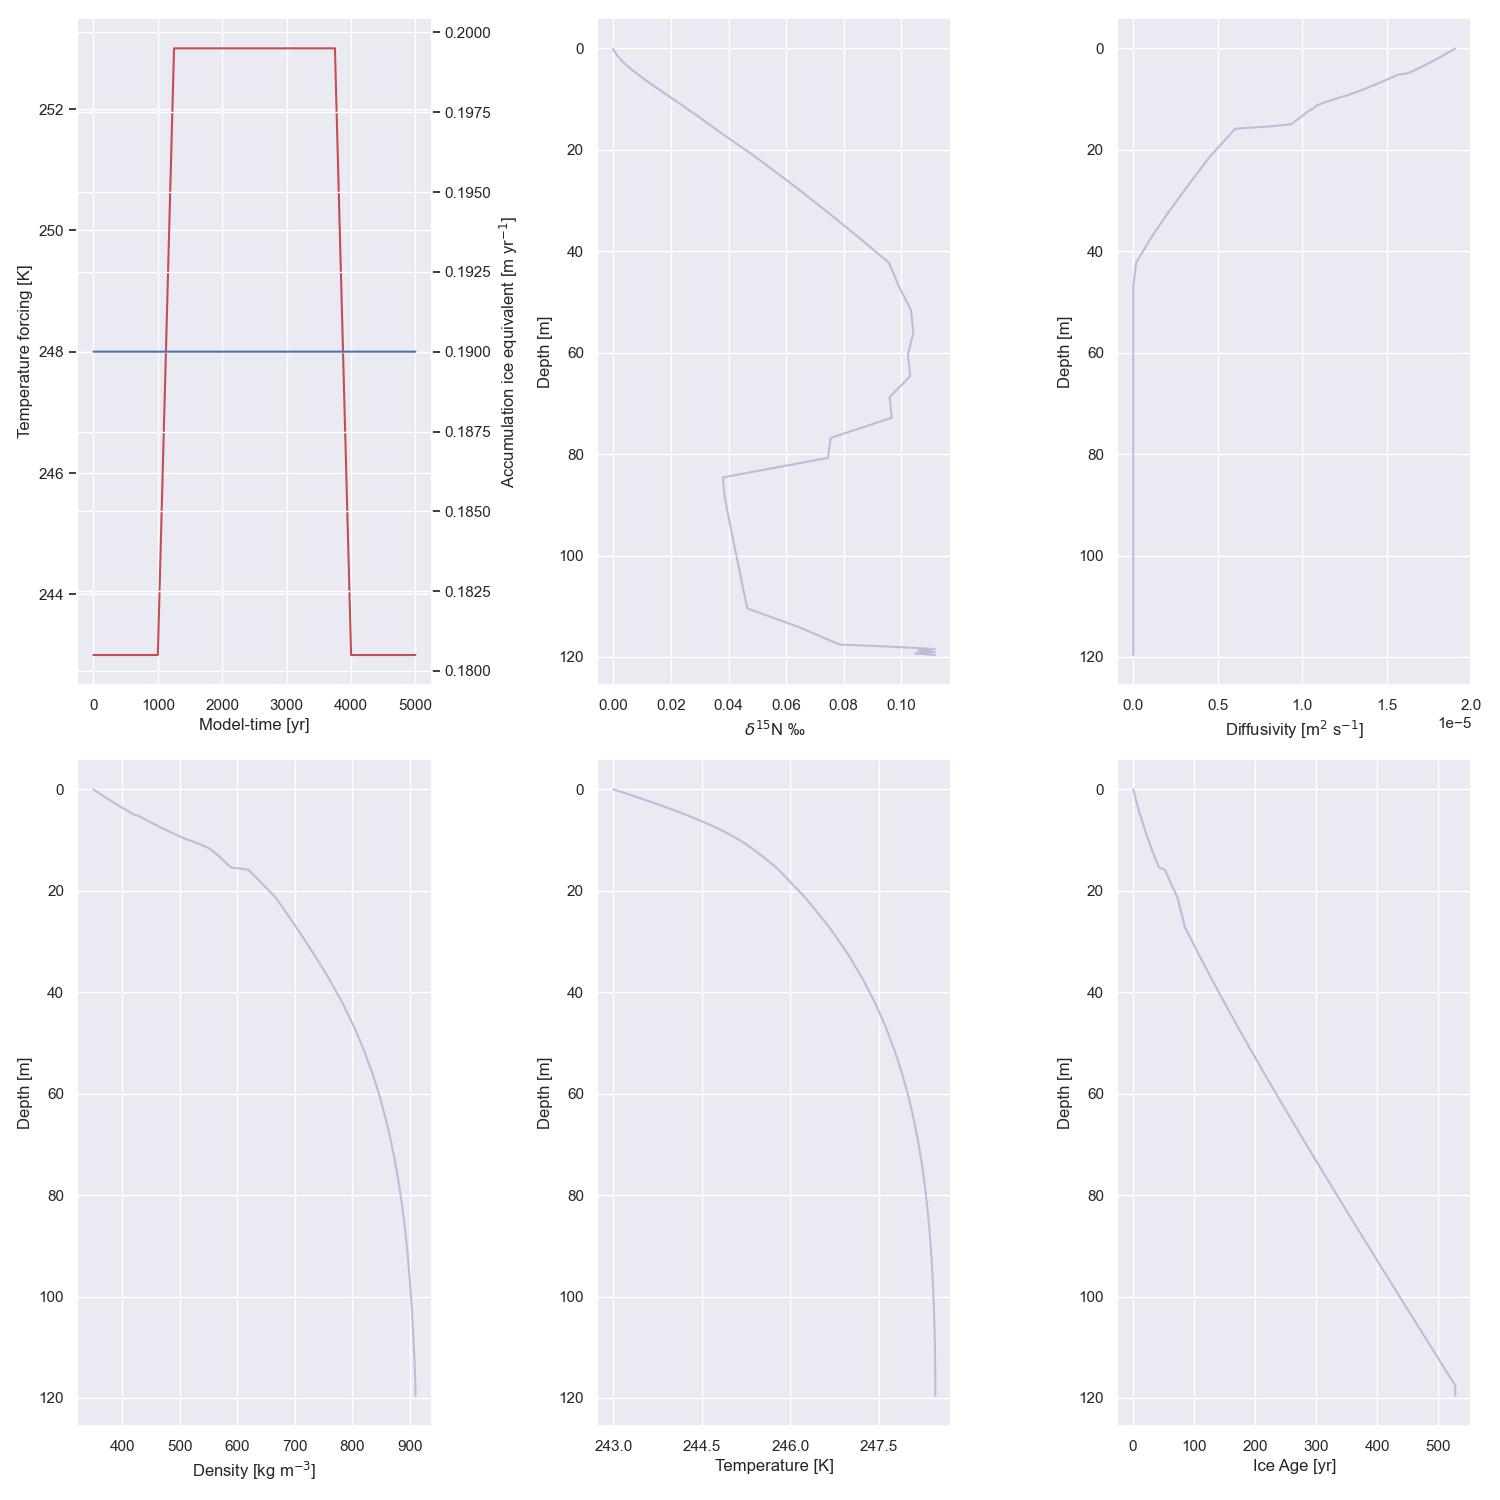 252
250
248
246
244
Temperature forcing [K]
0 1000 2000 3000 4000 5000
Model-time [yr]
0.2000
0.1975
0.1950
0.1925
0.1900
0.1875
0.1850
0.1825
0.1800
Accumulation ice equivalent [m yr⁻¹]
0
20
40
60
80
100
120
Depth [m]
0.00 0.02 0.04 0.06 0.08 0.10
δ¹⁵N ‰
0
20
40
60
80
100
120
Depth [m]
0.0 0.5 1.0 1.5 2.0
1e−5
Diffusivity [m² s⁻¹]
0
20
40
60
80
100
120
Depth [m]
400 500 600 700 800 900
Density [kg m⁻³]
0
20
40
60
80
100
120
Depth [m]
243.0 244.5 246.0 247.5
Temperature [K]
0
20
40
60
80
100
120
Depth [m]
0 100 200 300 400 500
Ice Age [yr]